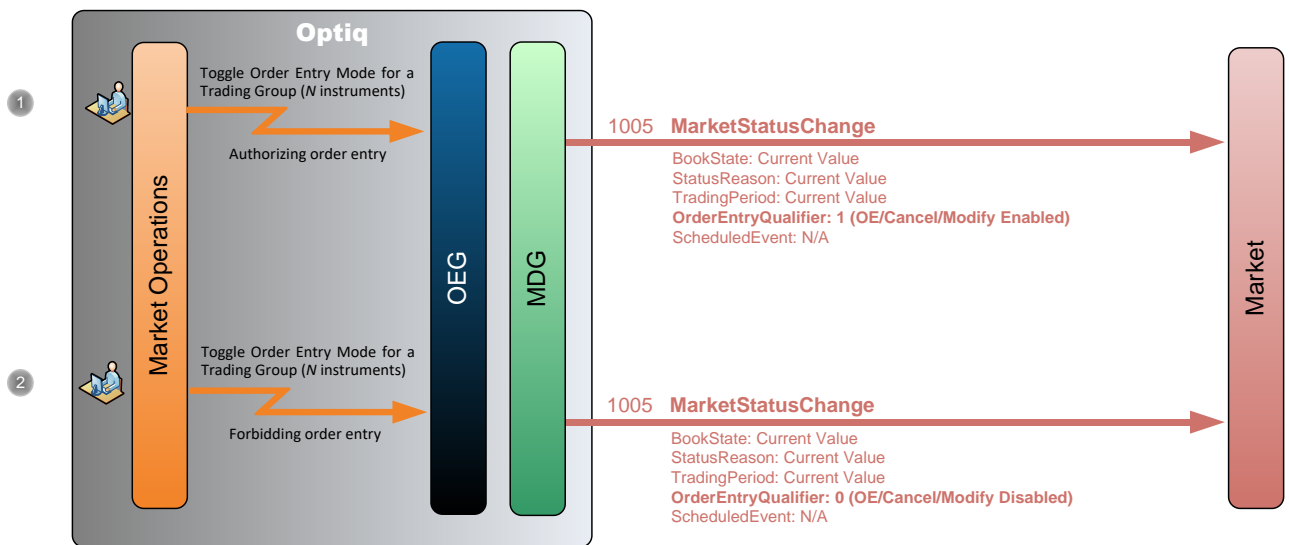 Optiq
1
Toggle Order Entry Mode for a
Trading Group (N instruments)
Authorizing order entry
1005 MarketStatusChange
BookState: Current Value
StatusReason: Current Value
TradingPeriod: Current Value
OrderEntryQualifier: 1 (OE/Cancel/Modify Enabled)
ScheduledEvent: N/A
Market Operations
OEG
MDG
Market
2
Toggle Order Entry Mode for a
Trading Group (N instruments)
Forbidding order entry
1005 MarketStatusChange
BookState: Current Value
StatusReason: Current Value
TradingPeriod: Current Value
OrderEntryQualifier: 0 (OE/Cancel/Modify Disabled)
ScheduledEvent: N/A